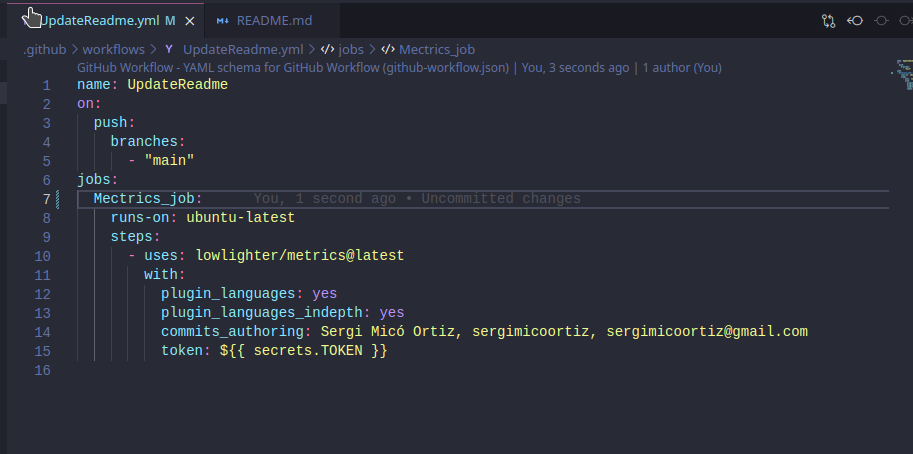 UpdateReadme.yml M ×
README.md
.github > workflows > Y UpdateReadme.yml > </> jobs > </> Mectrics_job
GitHub Workflow - YAML schema for GitHub Workflow (github-workflow.json) | You, 3 seconds ago | 1 author (You)
1 name: UpdateReadme
2 on:
3 push:
4 branches:
5 - "main"
6 jobs:
7 Mectrics_job: You, 1 second ago • Uncommitted changes
8 runs-on: ubuntu-latest
9 steps:
10 - uses: lowlighter/metrics@latest
11 with:
12 plugin_languages: yes
13 plugin_languages_indepth: yes
14 commits_authoring: Sergi Micó Ortiz, sergimicoortiz, sergimicoortiz@gmail.com
15 token: ${{ secrets.TOKEN }}
16